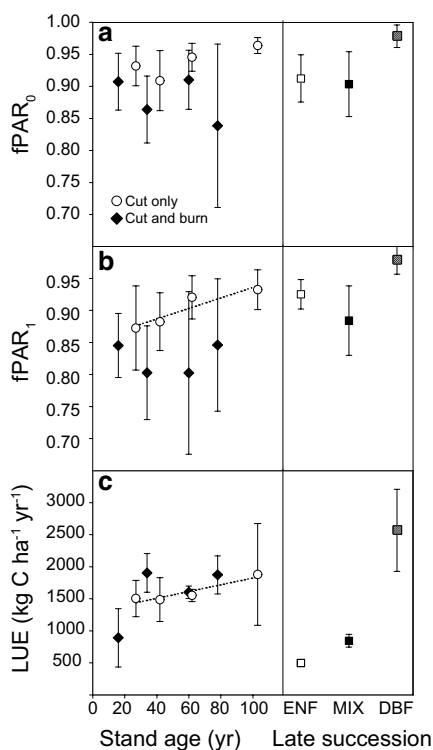 a
1.00
0.95
0.90
0.85
0.80
0.75
0.70
fPAR0
Cut only
Cut and burn
b
0.95
0.90
0.85
0.80
0.75
0.70
fPAR1
c
3000
2500
2000
1500
1000
500
LUE (kg C ha-1 yr-1)
0 20 40 60 80 100 ENF MIX DBF
Stand age (yr) Late succession